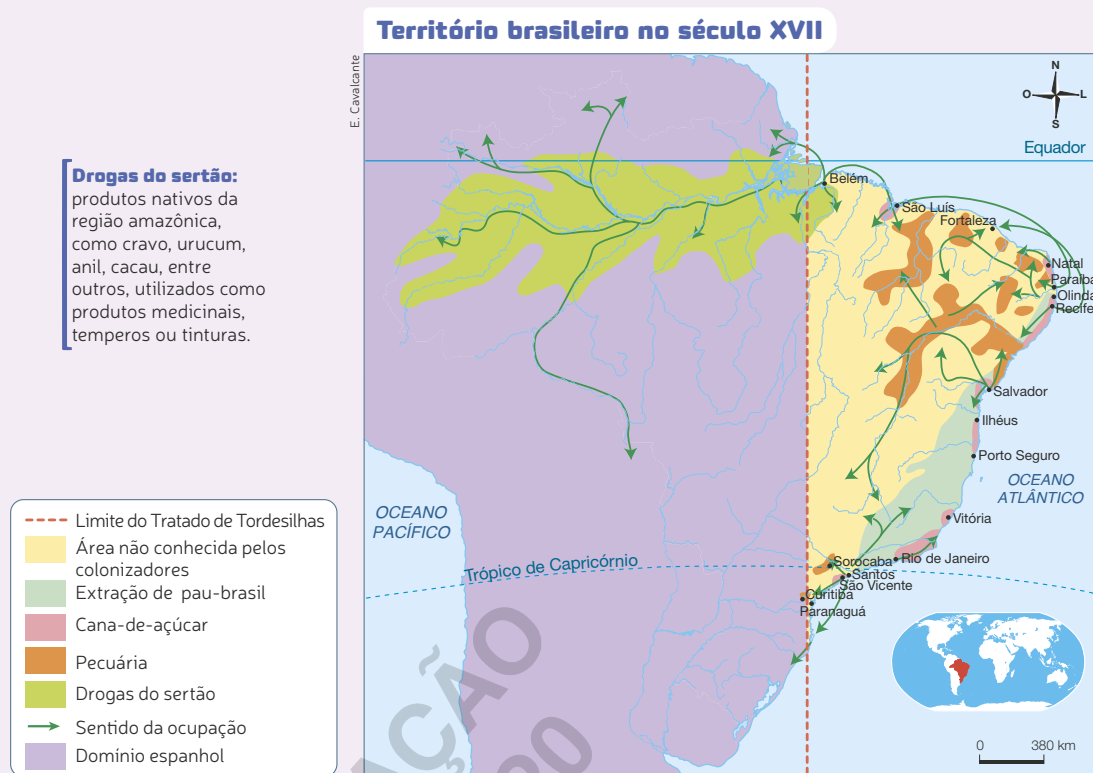 Território brasileiro no século XVII
E. Cavalcante
N
O
L
S
Equador
Drogas do sertão:
produtos nativos da
região amazônica,
como cravo, urucum,
anil, cacau, entre
outros, utilizados como
produtos medicinais,
temperos ou tinturas.
Belém
São Luís
Fortaleza
Natal
Paraíba
Olinda
Recife
Salvador
Ilhéus
Porto Seguro
OCEANO
ATLÂNTICO
OCEANO
PACÍFICO
Vitória
Rio de Janeiro
Sorocaba
Santos
São Vicente
Curitiba
Paranaguá
Trópico de Capricórnio
Limite do Tratado de Tordesilhas
Área não conhecida pelos
colonizadores
Extração de pau-brasil
Cana-de-açúcar
Pecuária
Drogas do sertão
Sentido da ocupação
Domínio espanhol
0 380 km